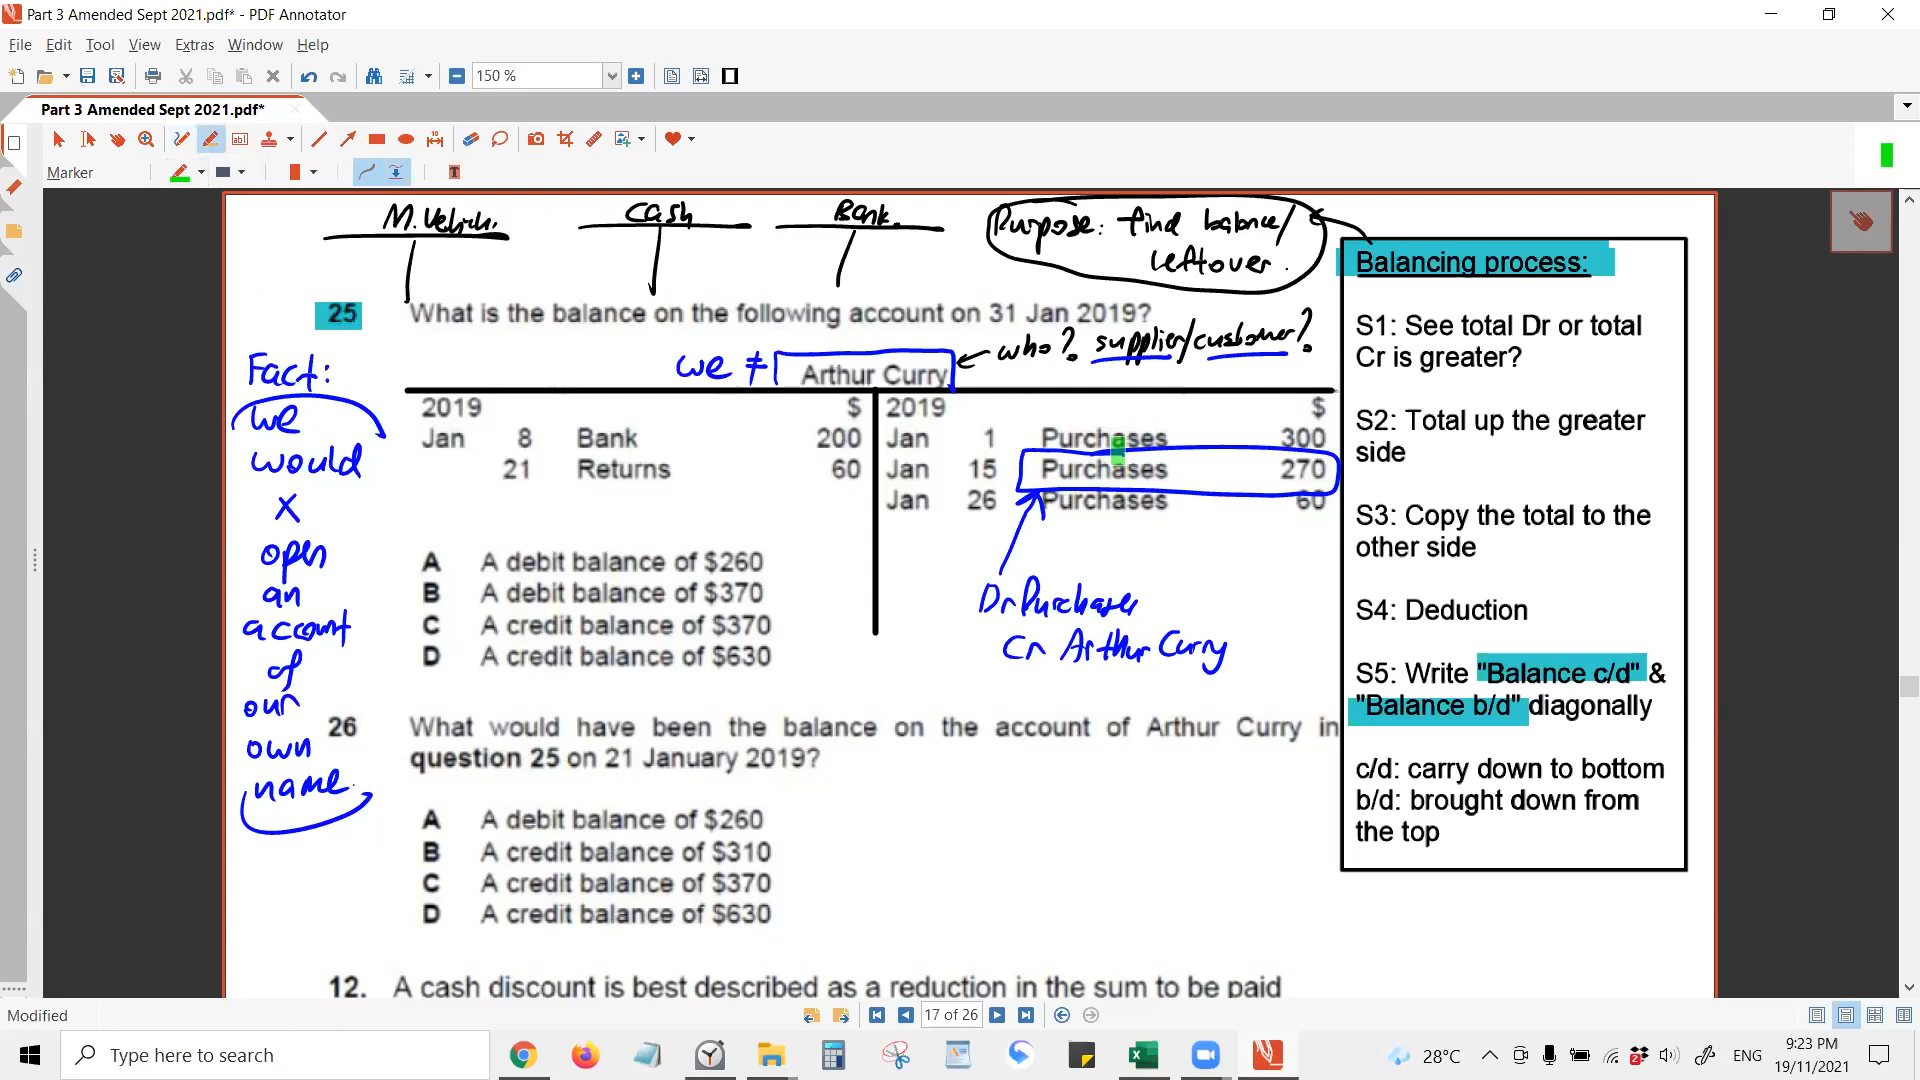 Part 3 Amended Sept 2021.pdf* - PDF Annotator
File Edit Tool View Extras Window Help
150 %
Part 3 Amended Sept 2021.pdf*
Marker
M. Vehicle. Cash Bank. Purpose: find balance/
leftover.
Balancing process:
S1: See total Dr or total
Cr is greater?
S2: Total up the greater
side
S3: Copy the total to the
other side
S4: Deduction
S5: Write "Balance c/d" &
"Balance b/d" diagonally
c/d: carry down to bottom
b/d: brought down from
the top
25 What is the balance on the following account on 31 Jan 2019?
we ≠ Arthur Curry ← who? supplier/customer?
Fact:
we
would
x
open
an
account
of
our
own
name.
2019 $ 2019 $
Jan 8 Bank 200 Jan 1 Purchases 300
21 Returns 60 Jan 15 Purchases 270
Jan 26 Purchases 60
A A debit balance of $260
B A debit balance of $370
C A credit balance of $370
D A credit balance of $630
Dr Purchases
Cr Arthur Curry
26 What would have been the balance on the account of Arthur Curry in
question 25 on 21 January 2019?
A A debit balance of $260
B A credit balance of $310
C A credit balance of $370
D A credit balance of $630
12. A cash discount is best described as a reduction in the sum to be paid
Modified 17 of 26
Type here to search 28°C ENG 9:23 PM
19/11/2021